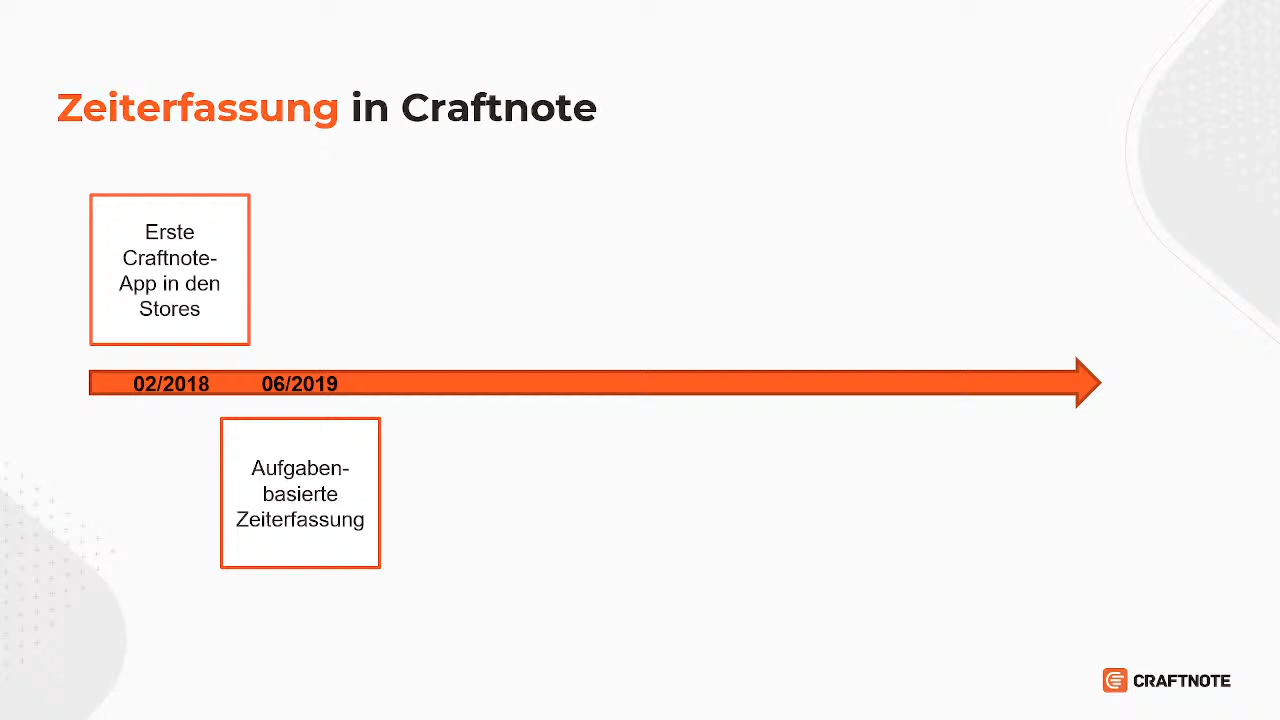 Zeiterfassung in Craftnote
Erste
Craftnote-
App in den
Stores
02/2018 06/2019
Aufgaben-
basierte
Zeiterfassung
CRAFTNOTE